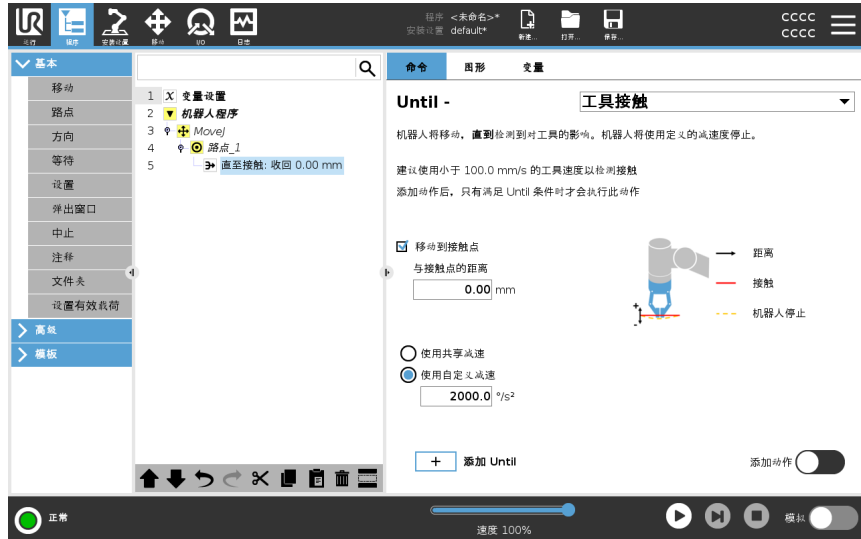 UR
运行
程序
安装设置
移动
I/O
日志
程序 <未命名>*
安装设置 default*
新建...
打开...
保存...
CCCC
CCCC
基本
移动
路点
方向
等待
设置
弹出窗口
中止
注释
文件夹
设置有效载荷
高级
模板
1 X 变量设置
2 机器人程序
3 MoveJ
4 路点_1
5 直至接触: 收回 0.00 mm
命令 图形 变量
Until - 工具接触
机器人将移动，直到检测到对工具的影响。机器人将使用定义的减速度停止。
建议使用小于 100.0 mm/s 的工具速度以检测接触
添加动作后，只有满足 Until 条件时才会执行此动作
移动到接触点
与接触点的距离
0.00 mm
距离
接触
机器人停止
+
-
使用共享减速
使用自定义减速
2000.0 °/s²
+ 添加 Until
添加动作
正常
速度 100%
模拟